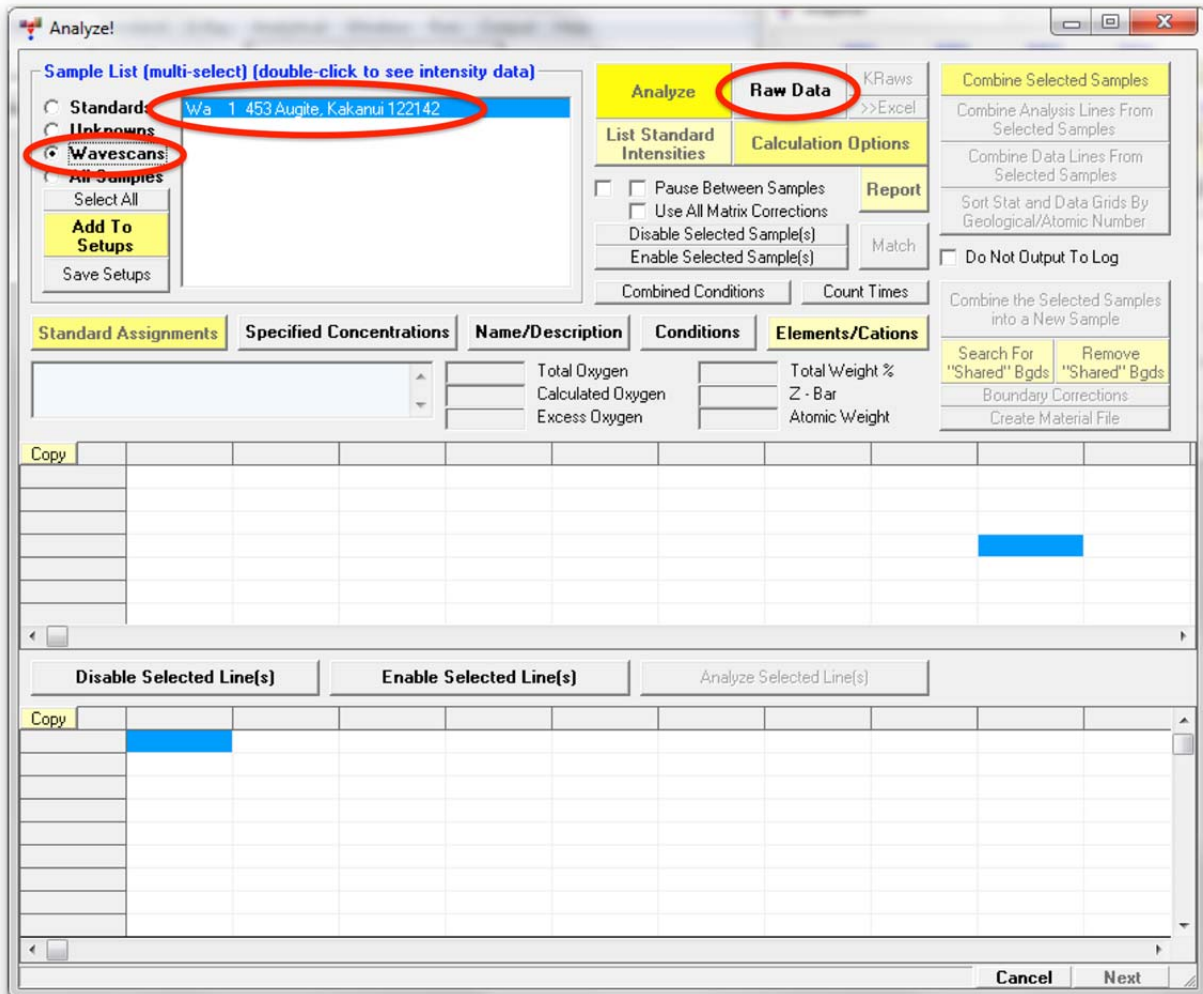 Analyze!
Sample List (multi-select) (double-click to see intensity data)
Standards
Unknowns
Wavescans
All Samples
Wa 1 453 Augite, Kakanui 122142
Select All
Add To
Setups
Save Setups
Analyze
Raw Data
KRaws
>>Excel
List Standard
Intensities
Calculation Options
Pause Between Samples
Use All Matrix Corrections
Report
Disable Selected Sample(s)
Enable Selected Sample(s)
Match
Combined Conditions
Count Times
Combine Selected Samples
Combine Analysis Lines From
Selected Samples
Combine Data Lines From
Selected Samples
Sort Stat and Data Grids By
Geological/Atomic Number
Do Not Output To Log
Combine the Selected Samples
into a New Sample
Search For
"Shared" Bgds
Remove
"Shared" Bgds
Boundary Corrections
Create Material File
Standard Assignments
Specified Concentrations
Name/Description
Conditions
Elements/Cations
Total Oxygen
Calculated Oxygen
Excess Oxygen
Total Weight %
Z - Bar
Atomic Weight
Copy
Disable Selected Line(s)
Enable Selected Line(s)
Analyze Selected Line(s)
Copy
Cancel
Next